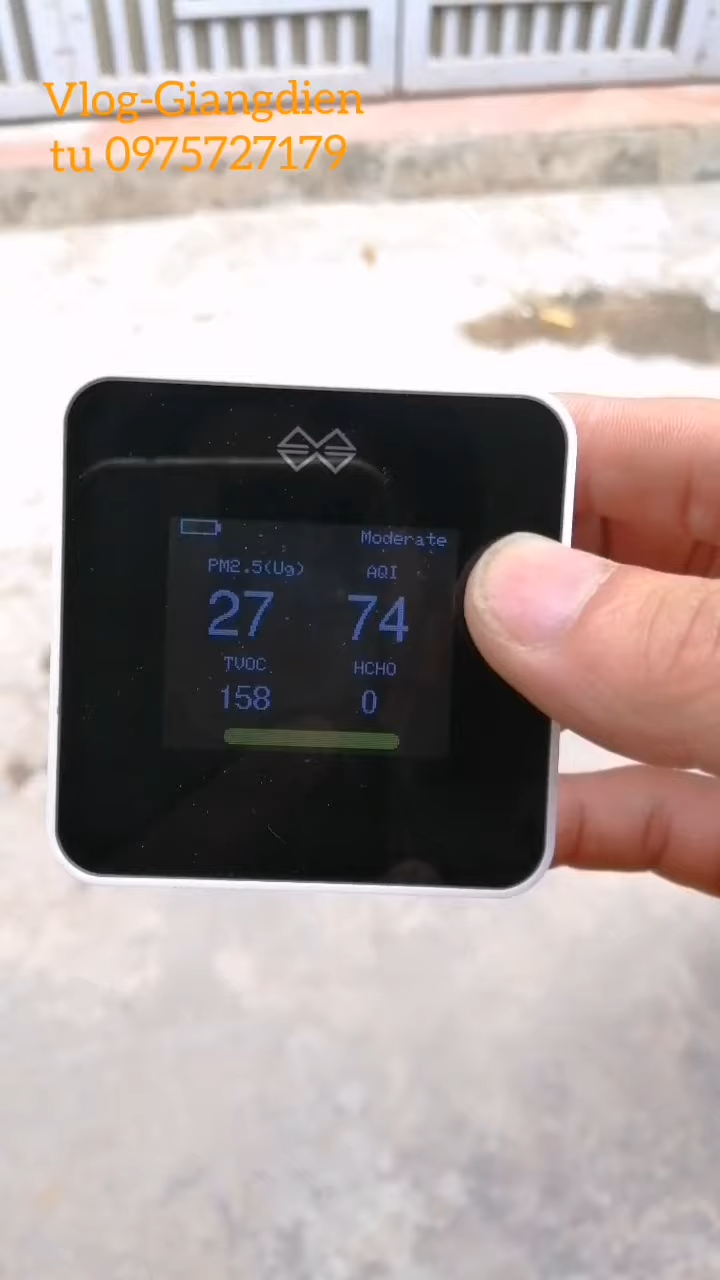 Vlog-Giangdien
tu 0975727179
Moderate
PM2.5(Ug) AQI
27 74
TVOC HCHO
158 0